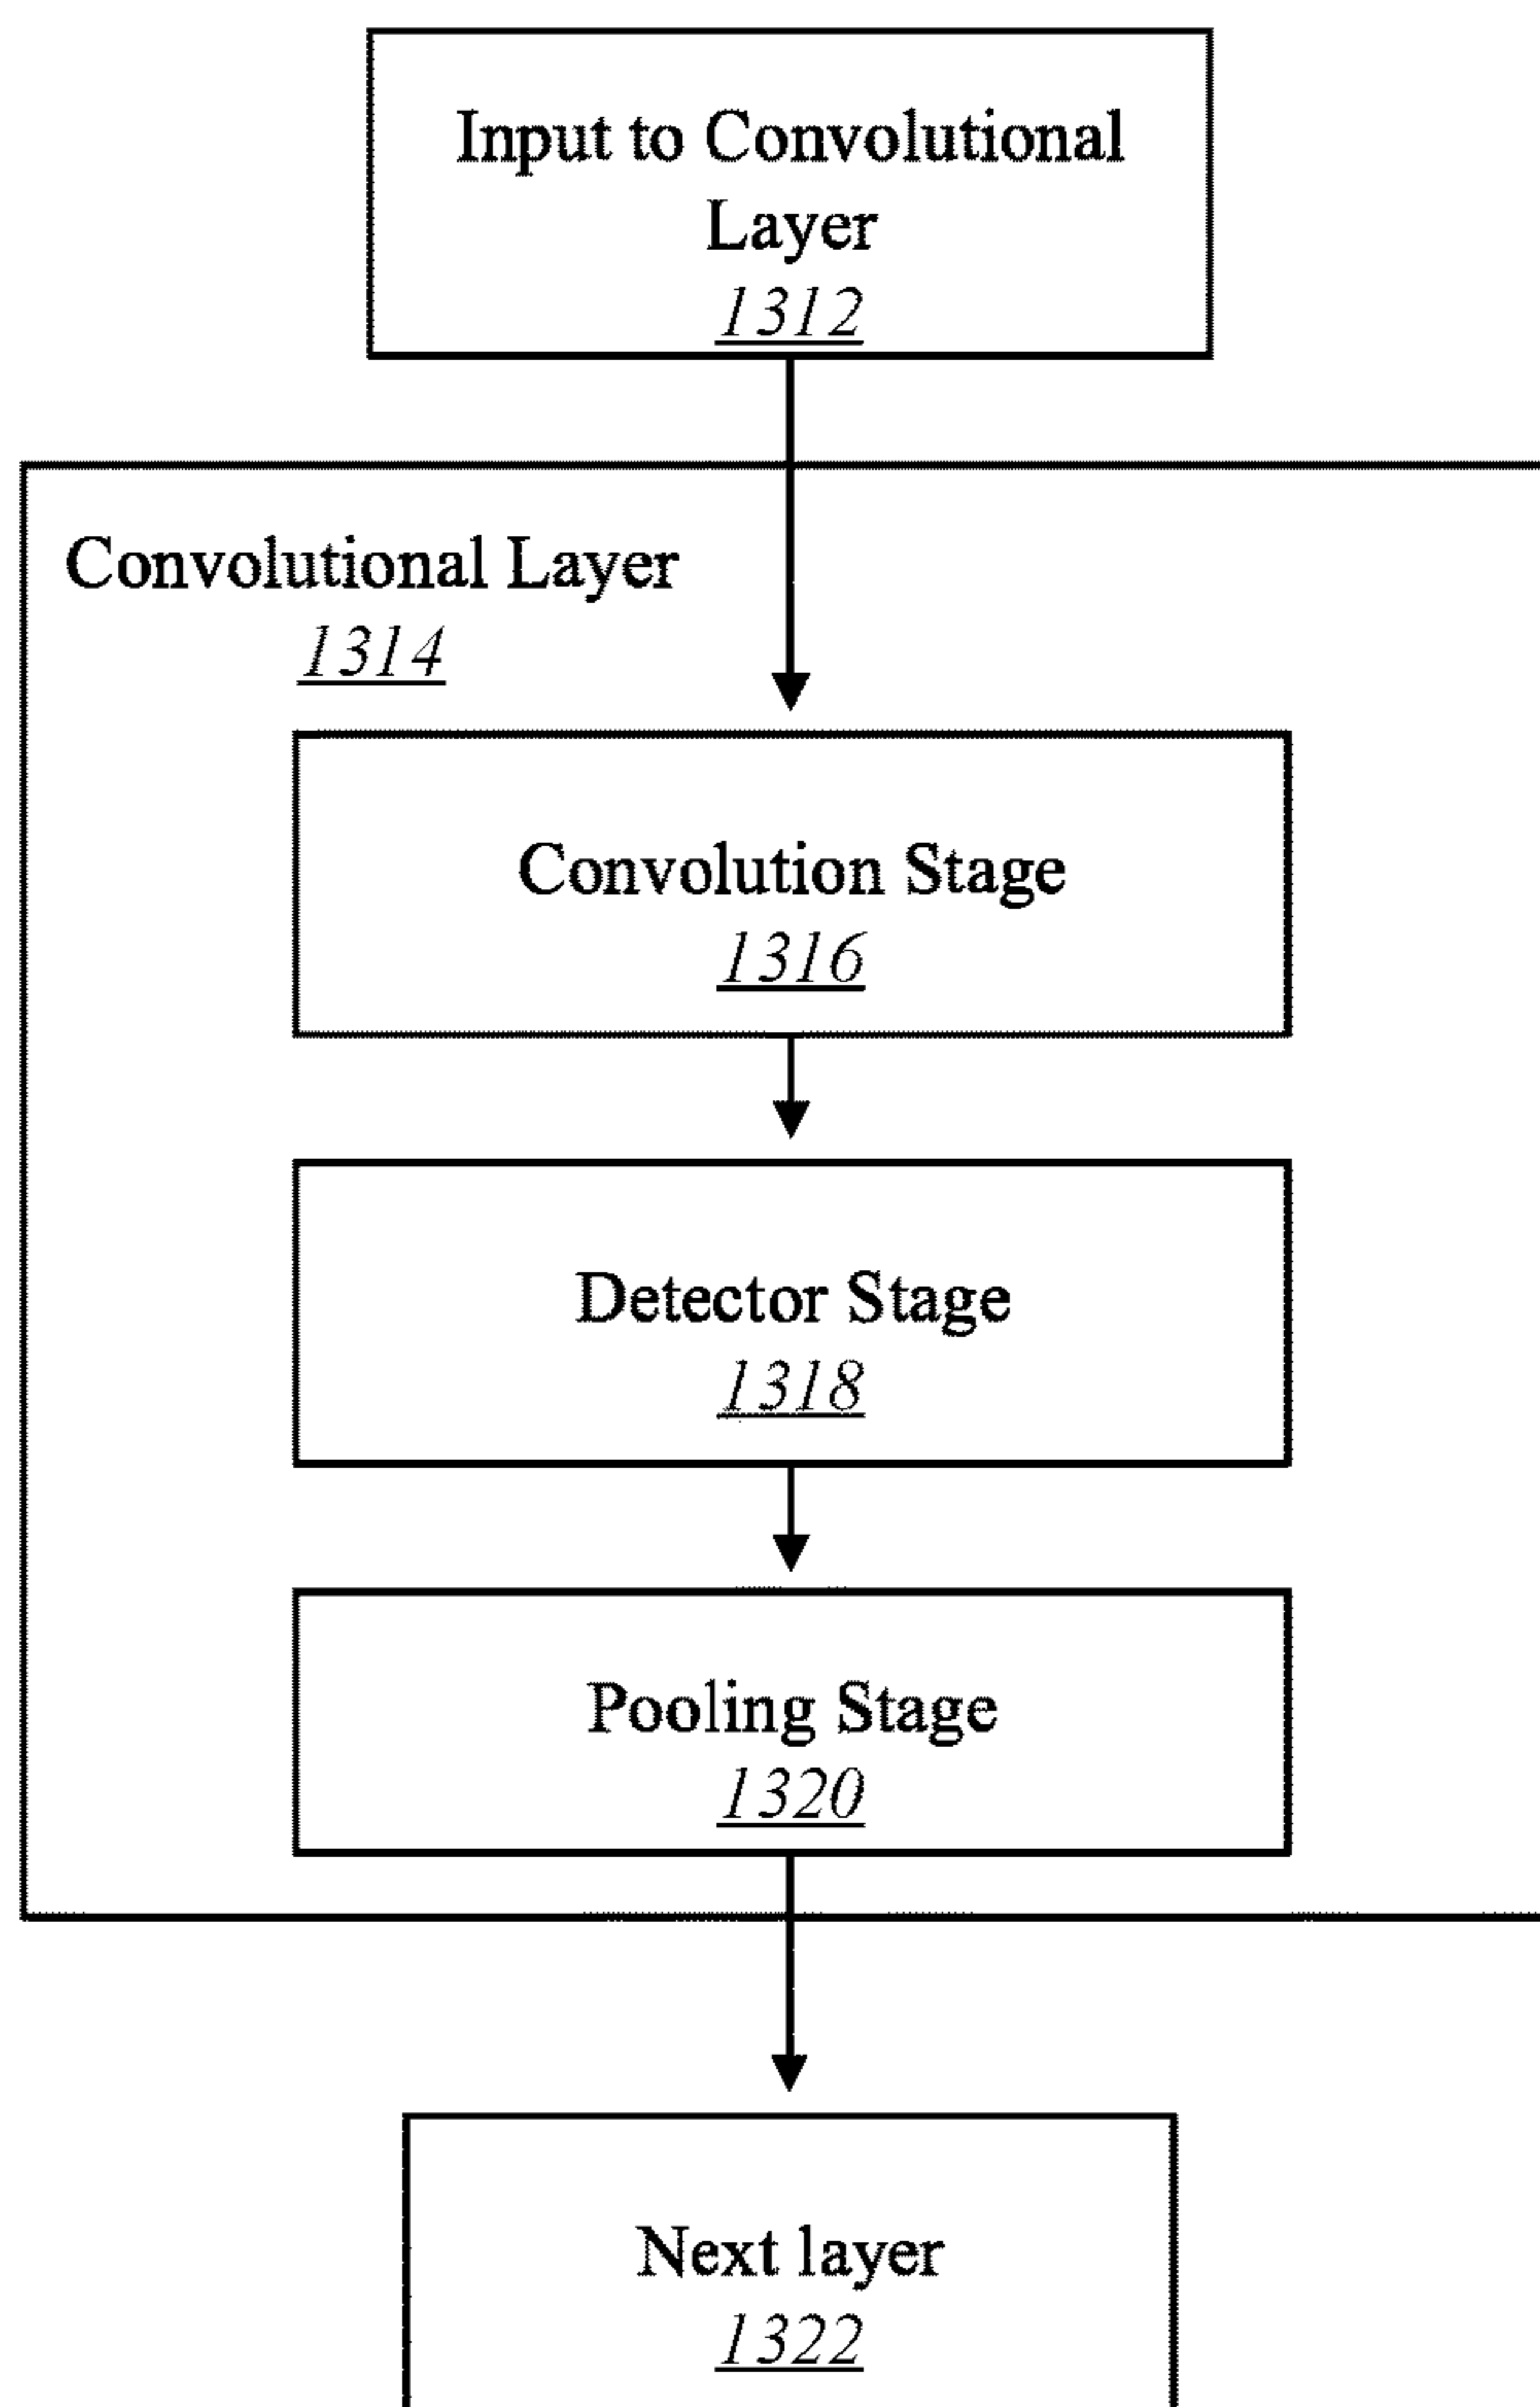 Input to Convolutional
Layer
1312
Convolutional Layer
1314
Convolution Stage
1316
Detector Stage
1318
Pooling Stage
1320
Next layer
1322